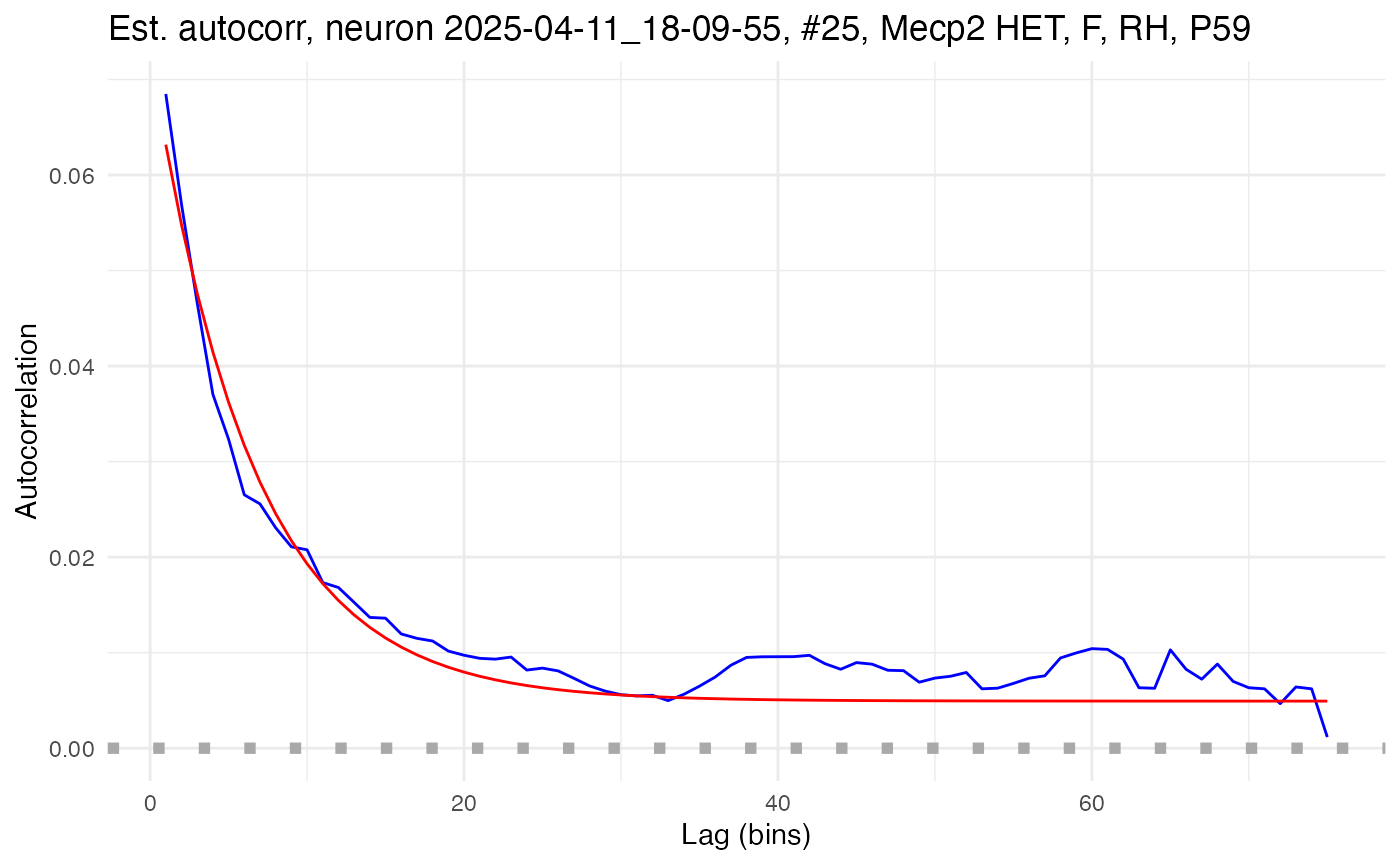 Est. autocorr, neuron 2025-04-11_18-09-55, #25, Mecp2 HET, F, RH, P59
Autocorrelation
0.06
0.04
0.02
0.00
0
20
40
60
Lag (bins)